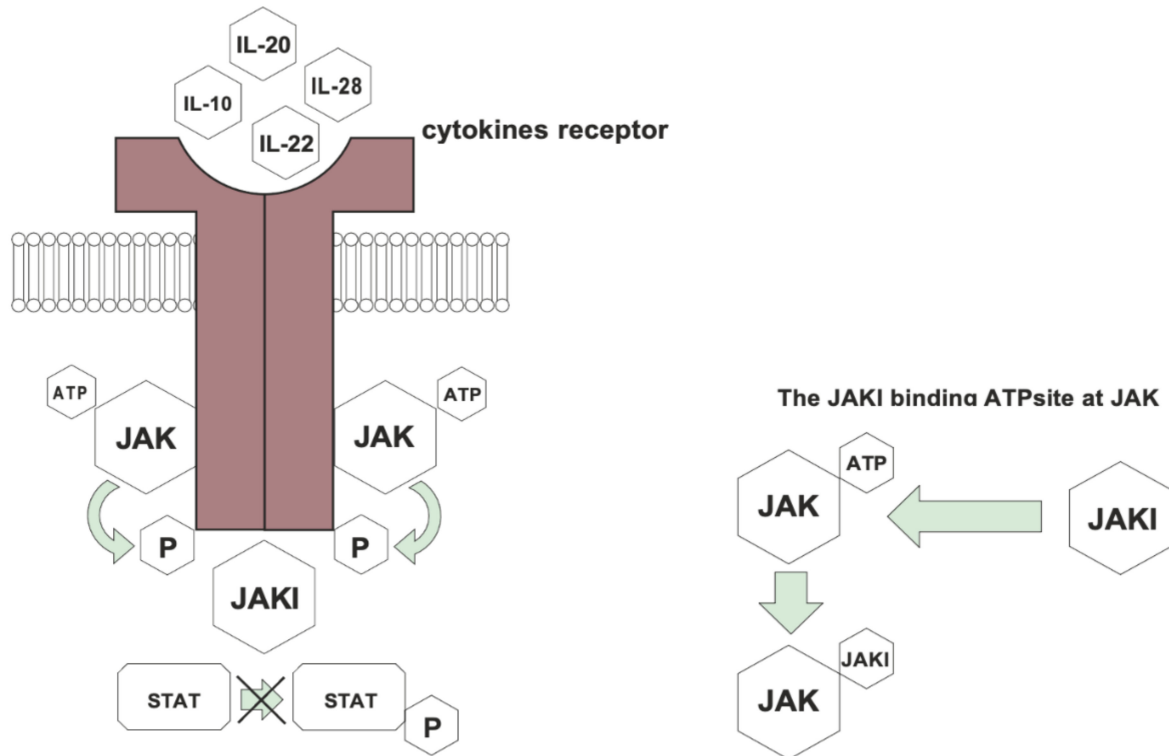 IL-20
IL-10
IL-28
IL-22
cytokines receptor
ATP
JAK
JAK
ATP
P
P
JAKI
STAT
STAT
P
The JAKI binding ATPsite at JAK
ATP
JAK
JAKI
JAKI
JAK